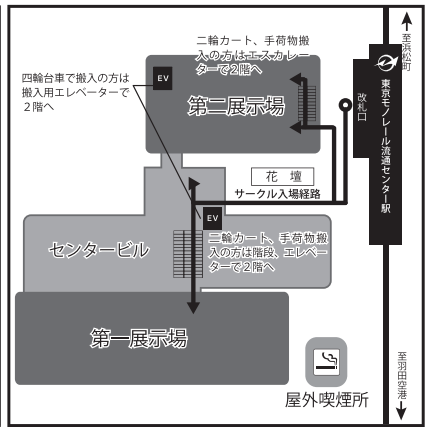 二輪カート、手荷物搬
入の方はエスカレー
ターで２階へ
四輪台車で搬入の方は
搬入用エレベーターで
２階へ
EV
第二展示場
至浜松町
改札口
東京モノレール流通センター駅
花 壇
サークル入場経路
EV
センタービル
二輪カート、手荷物搬
入の方は階段、エレベー
ターで２階へ
第一展示場
屋外喫煙所
至羽田空港